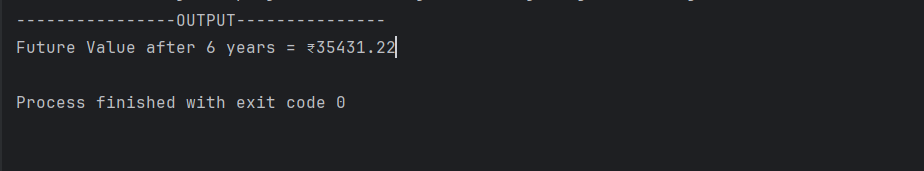 ----------------OUTPUT---------------
Future Value after 6 years = ₹35431.22
Process finished with exit code 0